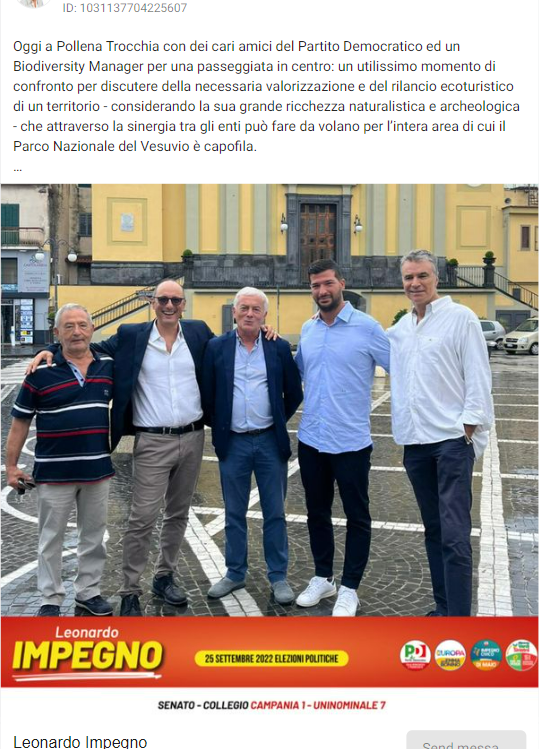 ID: 1031137704225607
Oggi a Pollena Trocchia con dei cari amici del Partito Democratico ed un
Biodiversity Manager per una passeggiata in centro: un utilissimo momento di
confronto per discutere della necessaria valorizzazione e del rilancio ecoturistico
di un territorio - considerando la sua grande ricchezza naturalistica e archeologica
- che attraverso la sinergia tra gli enti può fare da volano per l'intera area di cui il
Parco Nazionale del Vesuvio è capofila.
...
Leonardo
IMPEGNO
25 SETTEMBRE 2022 ELEZIONI POLITICHE
PD
+EUROPA
SENATO - COLLEGIO CAMPANIA 1 - UNINOMINALE 7
Leonardo Impegno
Send messa...